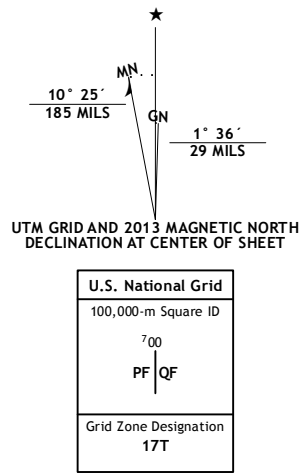 MN
10° 25´
185 MILS
GN
1° 36´
29 MILS
UTM GRID AND 2013 MAGNETIC NORTH
DECLINATION AT CENTER OF SHEET
U.S. National Grid
100,000-m Square ID
⁷00
PF QF
Grid Zone Designation
17T